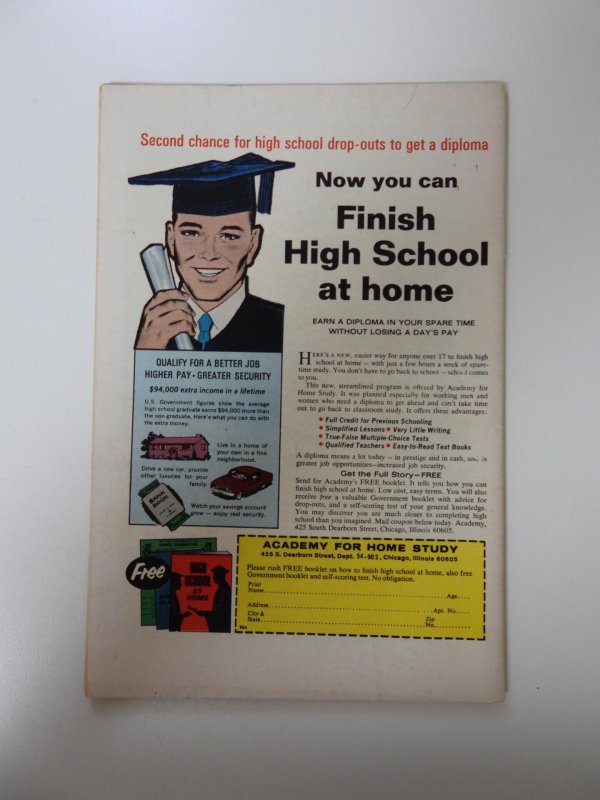 Second chance for high school drop-outs to get a diploma
Now you can
Finish
High School
at home
EARN A DIPLOMA IN YOUR SPARE TIME
WITHOUT LOSING A DAY'S PAY
QUALIFY FOR A BETTER JOB
HIGHER PAY • GREATER SECURITY
$94,000 extra income in a lifetime
U.S. Government figures show the average
high school graduate earns $94,000 more than
the non-graduate. Here's what you can do with
the extra money:
Live in a home of
your own in a fine
neighborhood.
Drive a new car, provide
other luxuries for your
family.
BANK
BOOK
Watch your savings account
grow — enjoy real security.
HERE'S A NEW, easier way for anyone over 17 to finish high
school at home — with just a few hours a week of spare-
time study. You don't have to go back to school — school comes
to you.
This new, streamlined program is offered by Academy for
Home Study. It was planned especially for working men and
women who need a diploma to get ahead and can't take time
out to go back to classroom study. It offers these advantages:
• Full Credit for Previous Schooling
• Simplified Lessons • Very Little Writing
• True-False Multiple-Choice Tests
• Qualified Teachers • Easy-to-Read Text Books
A diploma means a lot today — in prestige and in cash, in
greater job opportunities—increased job security.
Get the Full Story—FREE
Send for Academy's FREE booklet. It tells you how you can
finish high school at home. Low cost, easy terms. You will also
receive free a valuable Government booklet with advice for
drop-outs, and a self-scoring test of your general knowledge.
You may discover you are much closer to completing high
school than you imagined. Mail coupon below today. Academy,
425 South Dearborn Street, Chicago, Illinois 60605.
Free
HIGH
SCHOOL
AT
HOME
ACADEMY FOR HOME STUDY
425 S. Dearborn Street, Dept. 54-903, Chicago, Illinois 60605
Please rush FREE booklet on how to finish high school at home, also free
Government booklet and self-scoring test. No obligation.
Print
Name Age
Address Apt. No.
City & Zip
State No.
964